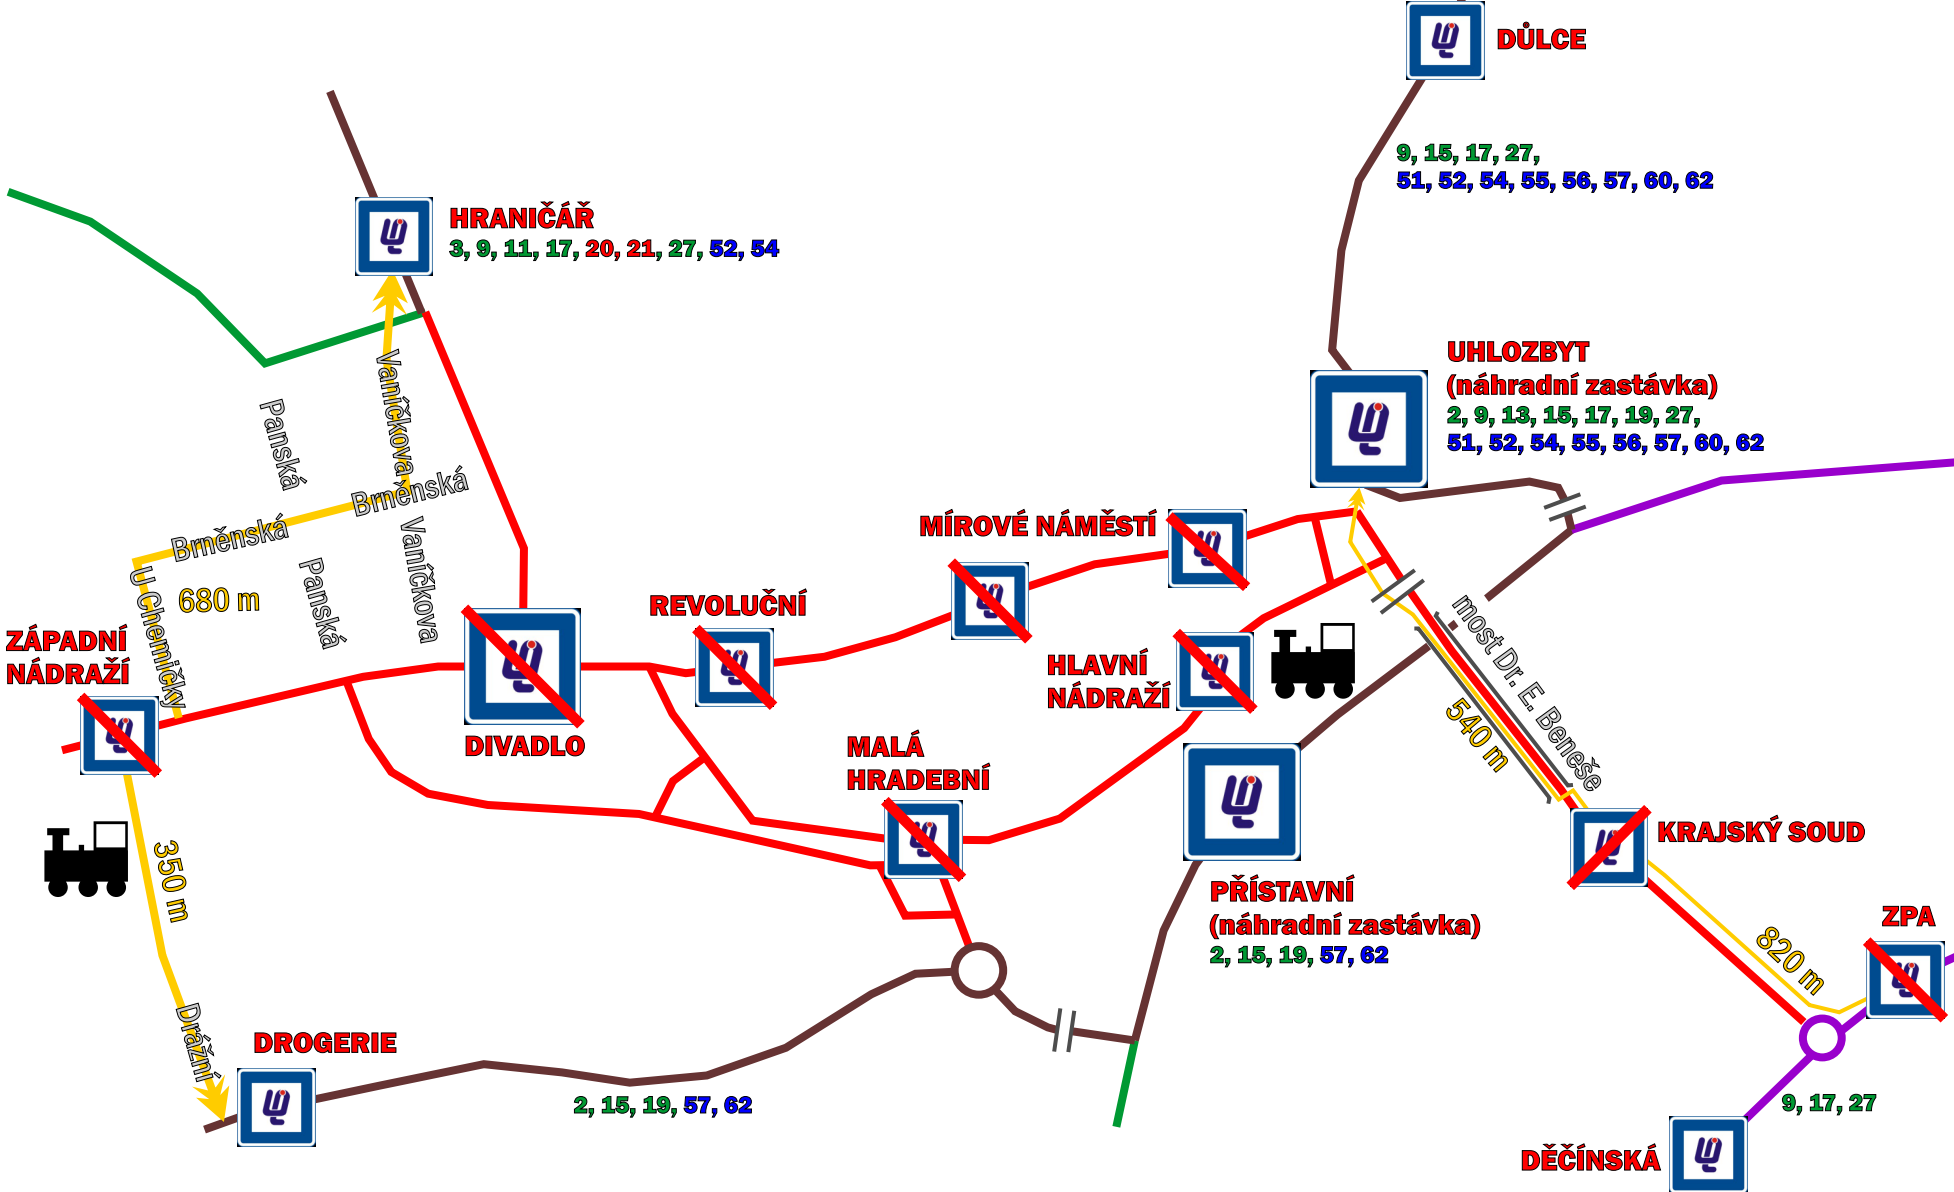 DŮLCE
9, 15, 17, 27,
51, 52, 54, 55, 56, 57, 60, 62
HRANIČÁŘ
3, 9, 11, 17, 20, 21, 27, 52, 54
UHLOZBYT
(náhradní zastávka)
2, 9, 13, 15, 17, 19, 27,
51, 52, 54, 55, 56, 57, 60, 62
Vaníčkova
Panská
Brněnská
Brněnská
Vaníčkova
Panská
U Chemičky
680 m
MÍROVÉ NÁMĚSTÍ
REVOLUČNÍ
ZÁPADNÍ
NÁDRAŽÍ
HLAVNÍ
NÁDRAŽÍ
most Dr. E. Beneše
540 m
DIVADLO
MALÁ
HRADEBNÍ
KRAJSKÝ SOUD
350 m
PŘÍSTAVNÍ
(náhradní zastávka)
2, 15, 19, 57, 62
ZPA
820 m
Drážní
DROGERIE
2, 15, 19, 57, 62
9, 17, 27
DĚČÍNSKÁ